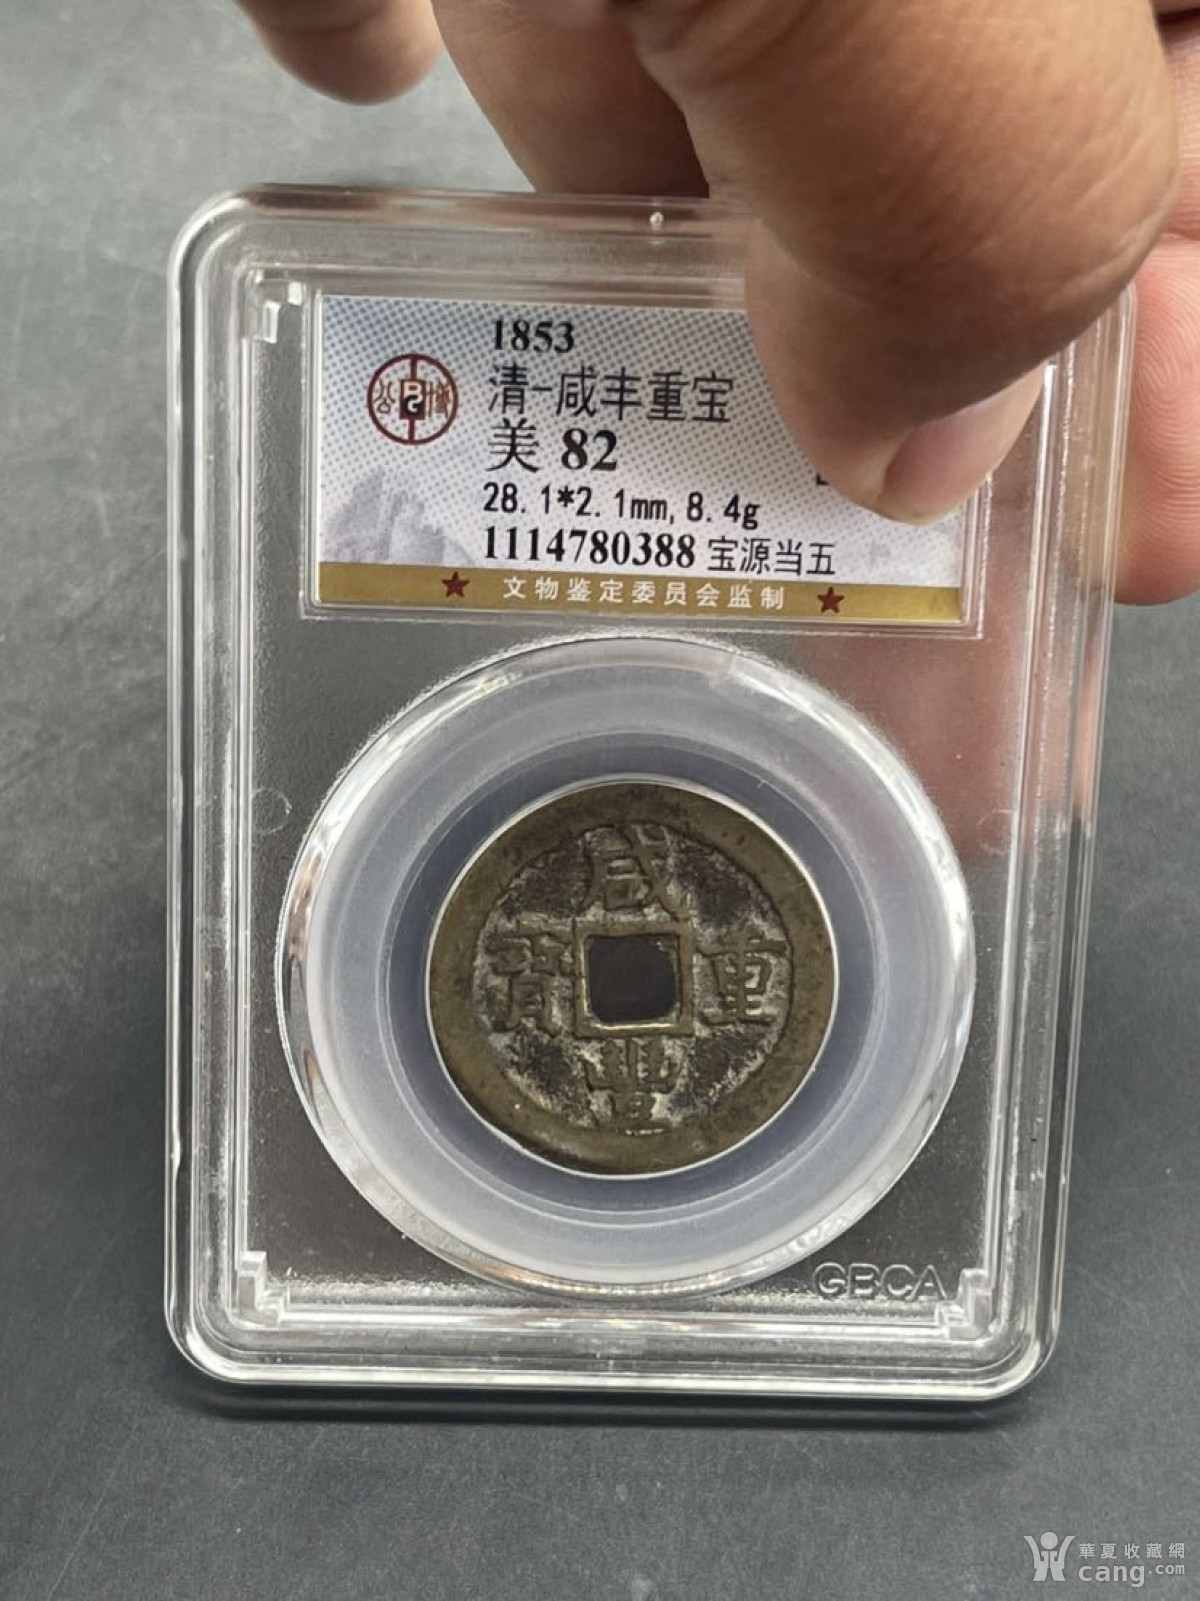 1853
清-咸丰重宝
美 82
28.1*2.1mm, 8.4g
1114780388 宝源当五
★ 文物鉴定委员会监制 ★
公博
咸
寶 重
豐
GBCA
華夏收藏網
cang.com